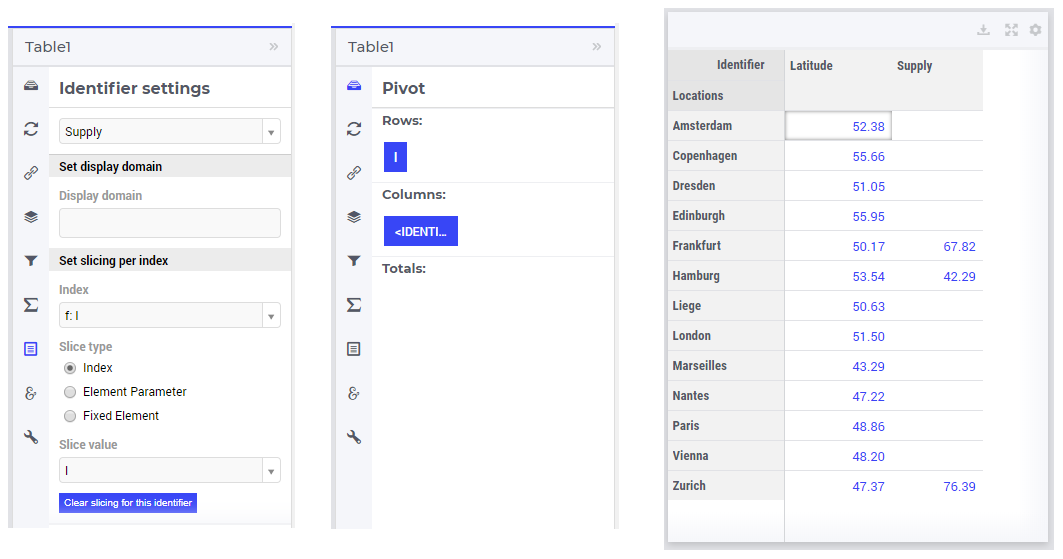 Table1 »
Identifier settings
Supply
Set display domain
Display domain
Set slicing per index
Index
f: l
Slice type
Index
Element Parameter
Fixed Element
Slice value
l
Clear slicing for this identifier
Table1 »
Pivot
Rows:
l
Columns:
<IDENTI...
Totals:
Identifier Latitude Supply
Locations
Amsterdam 52.38
Copenhagen 55.66
Dresden 51.05
Edinburgh 55.95
Frankfurt 50.17 67.82
Hamburg 53.54 42.29
Liege 50.63
London 51.50
Marseilles 43.29
Nantes 47.22
Paris 48.86
Vienna 48.20
Zurich 47.37 76.39